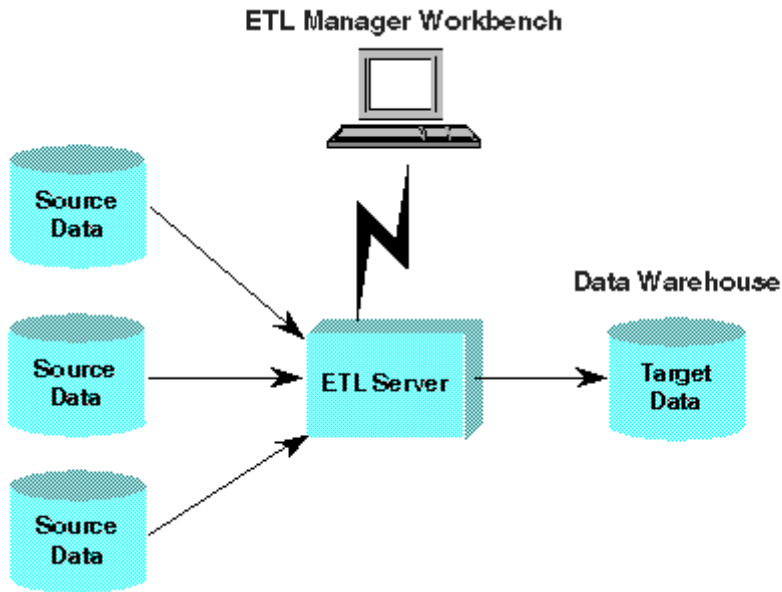 ETL Manager Workbench
Source
Data
Data Warehouse
Source
Data
ETL Server
Target
Data
Source
Data